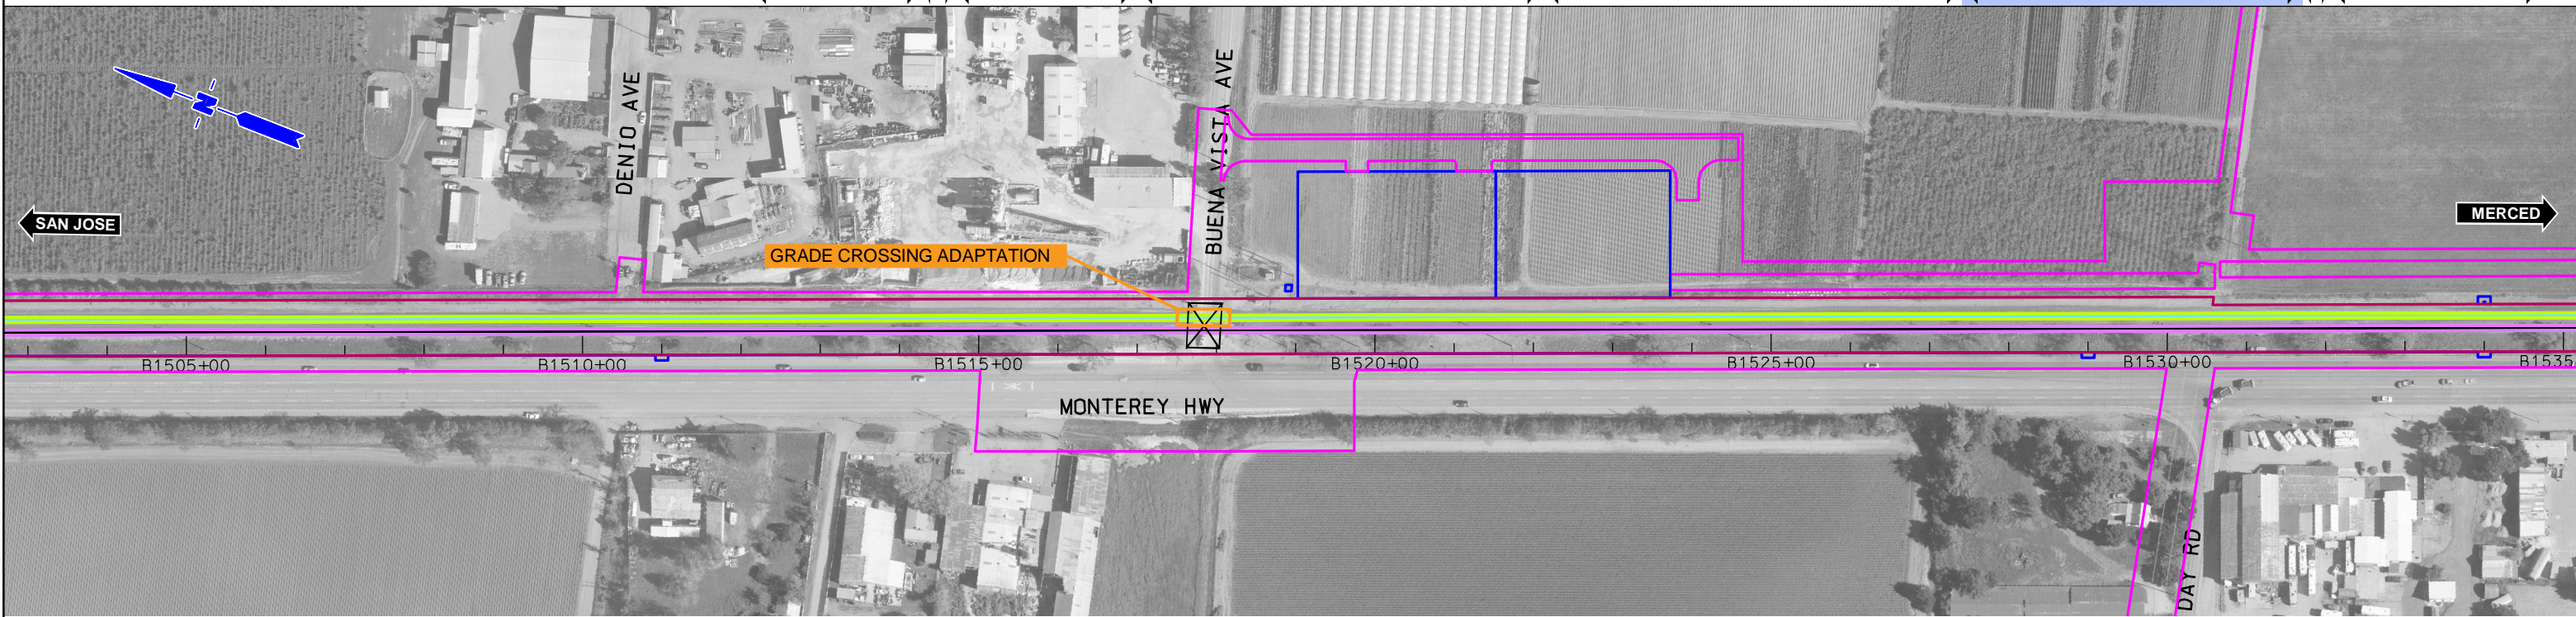 N
DENIO AVE
BUENA VISTA AVE
SAN JOSE
MERCED
GRADE CROSSING ADAPTATION
B1505+00
B1510+00
B1515+00
B1520+00
B1525+00
B1530+00
B1535
MONTEREY HWY
DAY RD